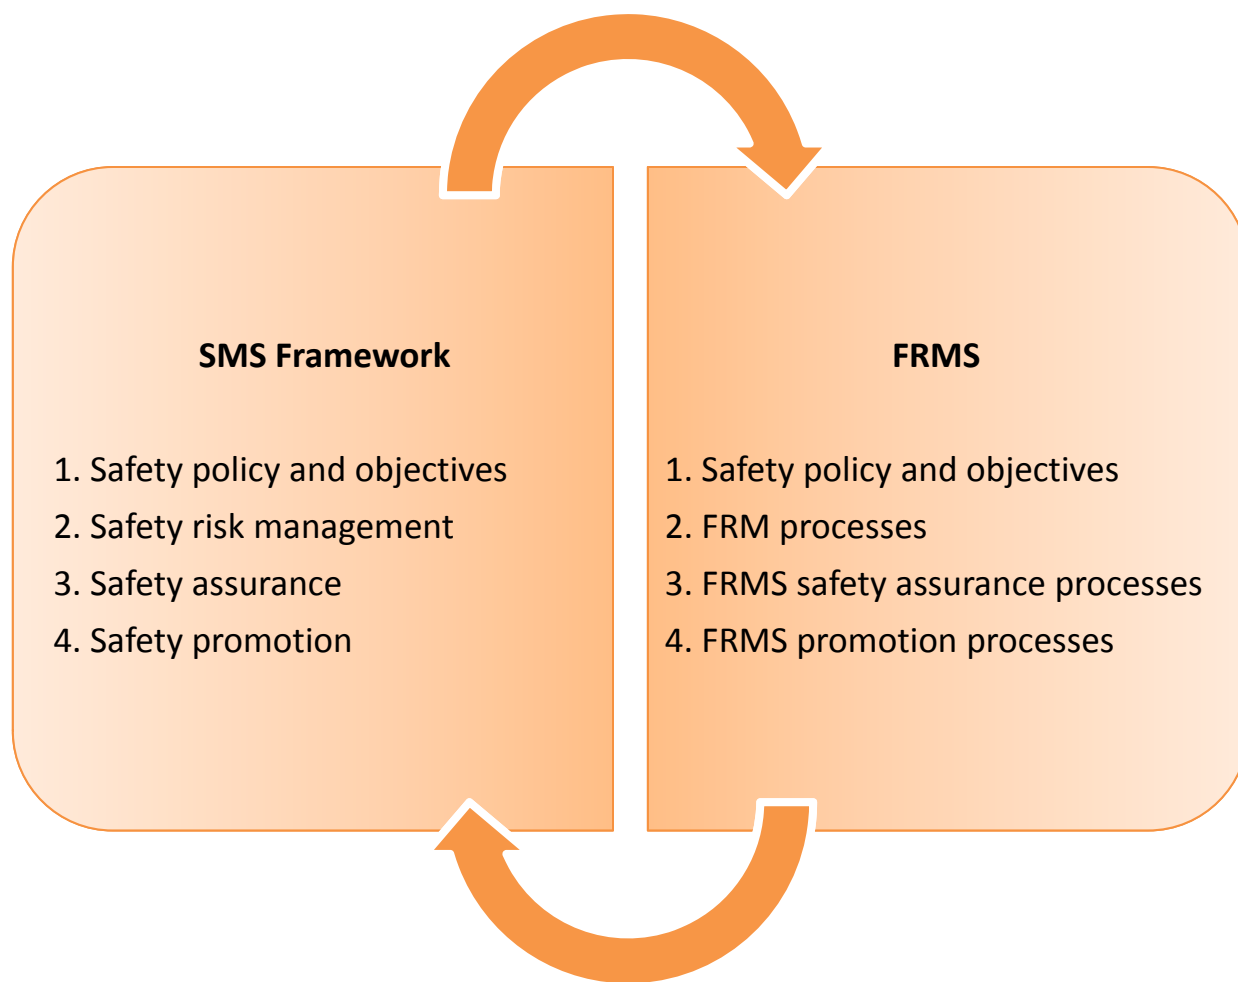 SMS Framework
1. Safety policy and objectives
2. Safety risk management
3. Safety assurance
4. Safety promotion
FRMS
1. Safety policy and objectives
2. FRM processes
3. FRMS safety assurance processes
4. FRMS promotion processes